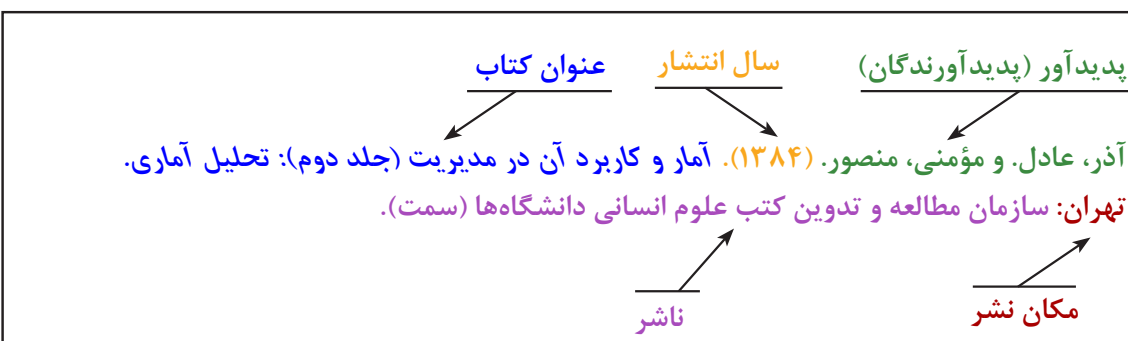 پدیدآور (پدیدآورندگان) سال انتشار عنوان کتاب
آذر، عادل. و مؤمنی، منصور. (۱۳۸۴). آمار و کاربرد آن در مدیریت (جلد دوم): تحلیل آماری.
تهران: سازمان مطالعه و تدوین کتب علوم انسانی دانشگاه‌ها (سمت).
مکان نشر ناشر